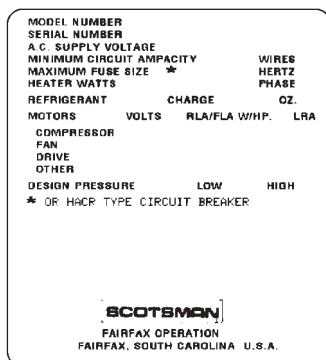 MODEL NUMBER
SERIAL NUMBER
A.C. SUPPLY VOLTAGE
MINIMUM CIRCUIT AMPACITY WIRES
MAXIMUM FUSE SIZE * HERTZ
HEATER WATTS PHASE
REFRIGERANT CHARGE OZ.
MOTORS VOLTS RLA/FLA W/HP. LRA
COMPRESSOR
FAN
DRIVE
OTHER
DESIGN PRESSURE LOW HIGH
* OR HACR TYPE CIRCUIT BREAKER
SCOTSMAN
FAIRFAX OPERATION
FAIRFAX, SOUTH CAROLINA U.S.A.